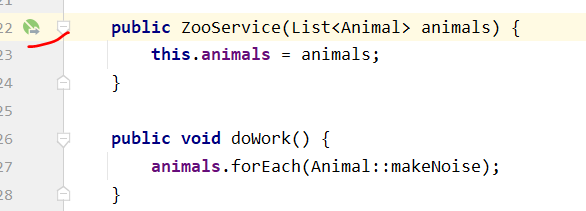 22 public ZooService(List<Animal> animals) {
23 this.animals = animals;
24 }
25
26 public void doWork() {
27 animals.forEach(Animal::makeNoise);
28 }